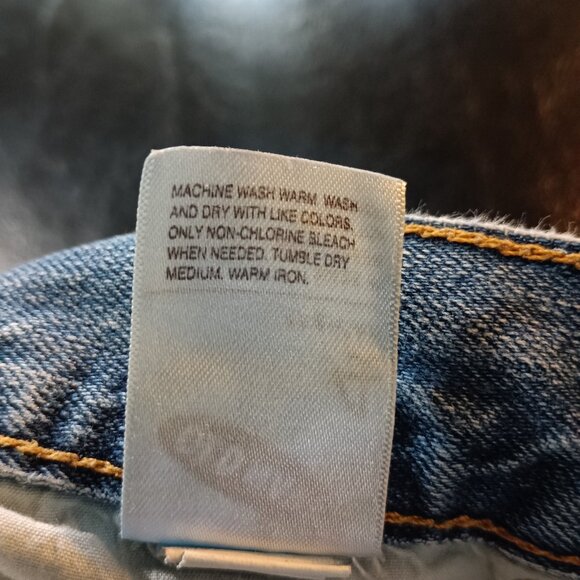 MACHINE WASH WARM. WASH
AND DRY WITH LIKE COLORS.
ONLY NON-CHLORINE BLEACH
WHEN NEEDED. TUMBLE DRY
MEDIUM. WARM IRON.